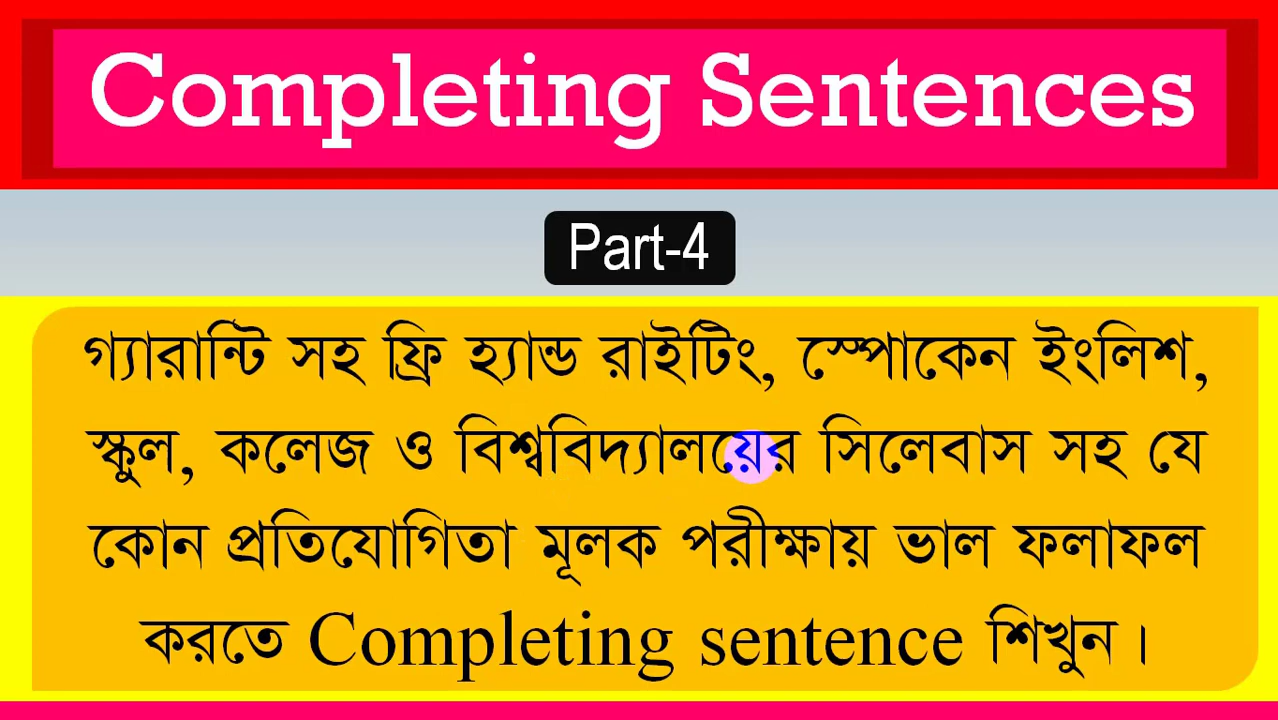 Completing Sentences
Part-4
গ্যারান্টি সহ ফ্রি হ্যান্ড রাইটিং, স্পোকেন ইংলিশ,
স্কুল, কলেজ ও বিশ্ববিদ্যালয়ের সিলেবাস সহ যে
কোন প্রতিযোগিতা মূলক পরীক্ষায় ভাল ফলাফল
করতে Completing sentence শিখুন।